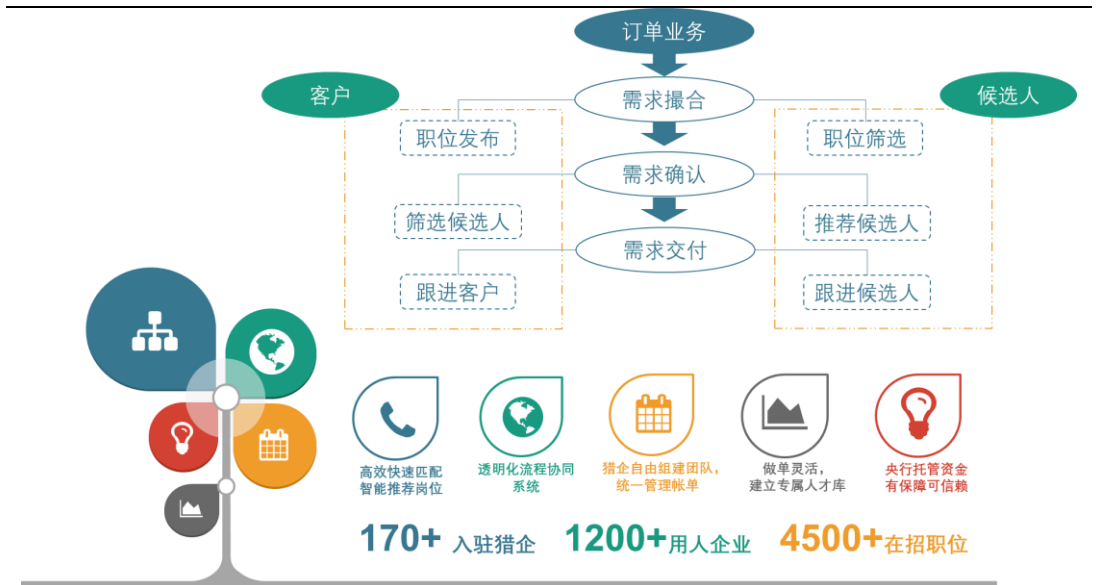 订单业务
客户
需求撮合
候选人
职位发布
职位筛选
需求确认
筛选候选人
推荐候选人
需求交付
跟进客户
跟进候选人
高效快速匹配
智能推荐岗位
透明化流程协同
系统
猎企自由组建团队，
统一管理帐单
做单灵活，
建立专属人才库
央行托管资金
有保障可信赖
170+ 入驻猎企
1200+用人企业
4500+在招职位